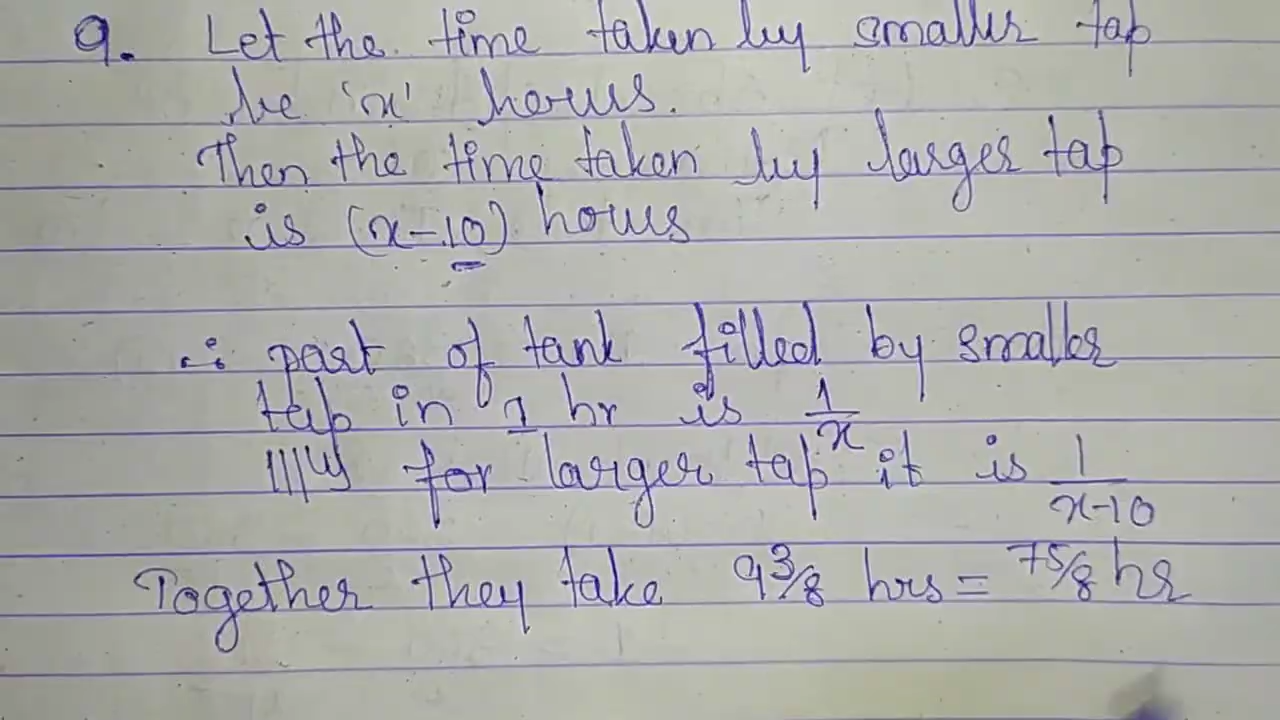 9. Let the time taken by smaller tap
be 'x' hours.
Then the time taken by larger tap
is (x-10) hours
∴ part of tank filled by smaller
tap in 1 hr is 1/x
|||ly for larger tap it is 1/x-10
Together they take 9 3/8 hrs = 75/8 hr